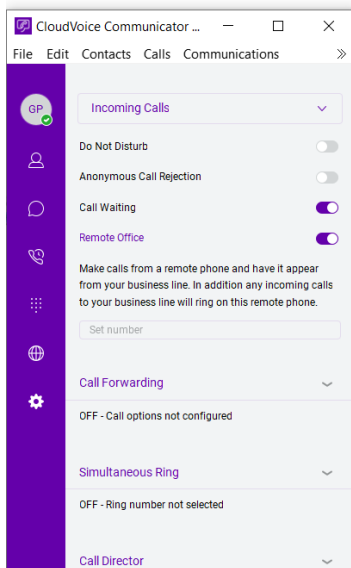 CloudVoice Communicator ...
File Edit Contacts Calls Communications
GP
Incoming Calls
Do Not Disturb
Anonymous Call Rejection
Call Waiting
Remote Office
Make calls from a remote phone and have it appear
from your business line. In addition any incoming calls
to your business line will ring on this remote phone.
Set number
Call Forwarding
OFF - Call options not configured
Simultaneous Ring
OFF - Ring number not selected
Call Director